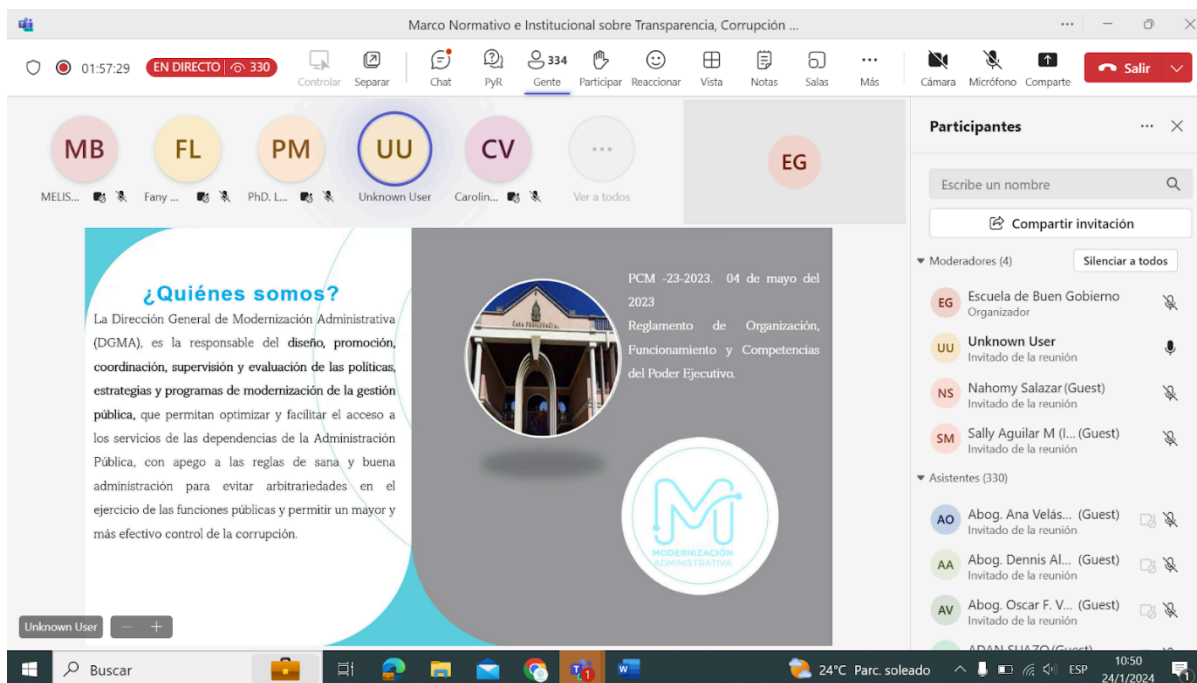 Marco Normativo e Institucional sobre Transparencia, Corrupción ...
01:57:29
EN DIRECTO 330
Controlar
Separar
Chat
PyR
334
Gente
Participar
Reaccionar
Vista
Notas
Salas
Más
Cámara
Micrófono
Comparte
Salir
MB
FL
PM
UU
CV
EG
MELIS...
Fany ...
PhD. L...
Unknown User
Carolin...
Ver a todos
¿Quiénes somos?
La Dirección General de Modernización Administrativa
(DGMA), es la responsable del diseño, promoción,
coordinación, supervisión y evaluación de las políticas,
estrategias y programas de modernización de la gestión
pública, que permitan optimizar y facilitar el acceso a
los servicios de las dependencias de la Administración
Pública, con apego a las reglas de sana y buena
administración para evitar arbitrariedades en el
ejercicio de las funciones públicas y permitir un mayor y
más efectivo control de la corrupción.
CASA PRESIDENCIAL
PCM -23-2023. 04 de mayo del
2023
Reglamento de Organización,
Funcionamiento y Competencias
del Poder Ejecutivo.
MODERNIZACIÓN
ADMINISTRATIVA
Unknown User
Participantes
Escribe un nombre
Compartir invitación
Moderadores (4)
Silenciar a todos
EG
Escuela de Buen Gobierno
Organizador
UU
Unknown User
Invitado de la reunión
NS
Nahomy Salazar (Guest)
Invitado de la reunión
SM
Sally Aguilar M (I... (Guest)
Invitado de la reunión
Asistentes (330)
AO
Abog. Ana Velás... (Guest)
Invitado de la reunión
AA
Abog. Dennis Al... (Guest)
Invitado de la reunión
AV
Abog. Oscar F. V... (Guest)
Invitado de la reunión
ADAN SUAZO (Guest)
Buscar
24°C Parc. soleado
ESP
10:50
24/1/2024